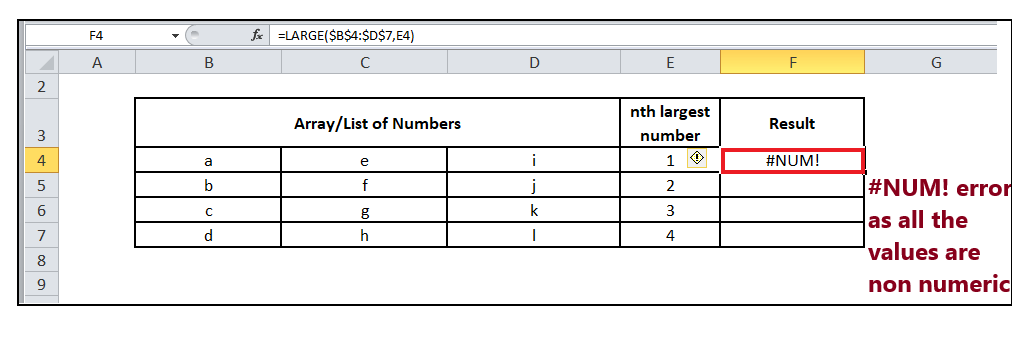 F4 fx =LARGE($B$4:$D$7,E4)
A B C D E F G
2
3 Array/List of Numbers nth largest number Result
4 a e i 1 #NUM!
5 b f j 2
6 c g k 3
7 d h l 4
8
9
#NUM! error
as all the
values are
non numeric